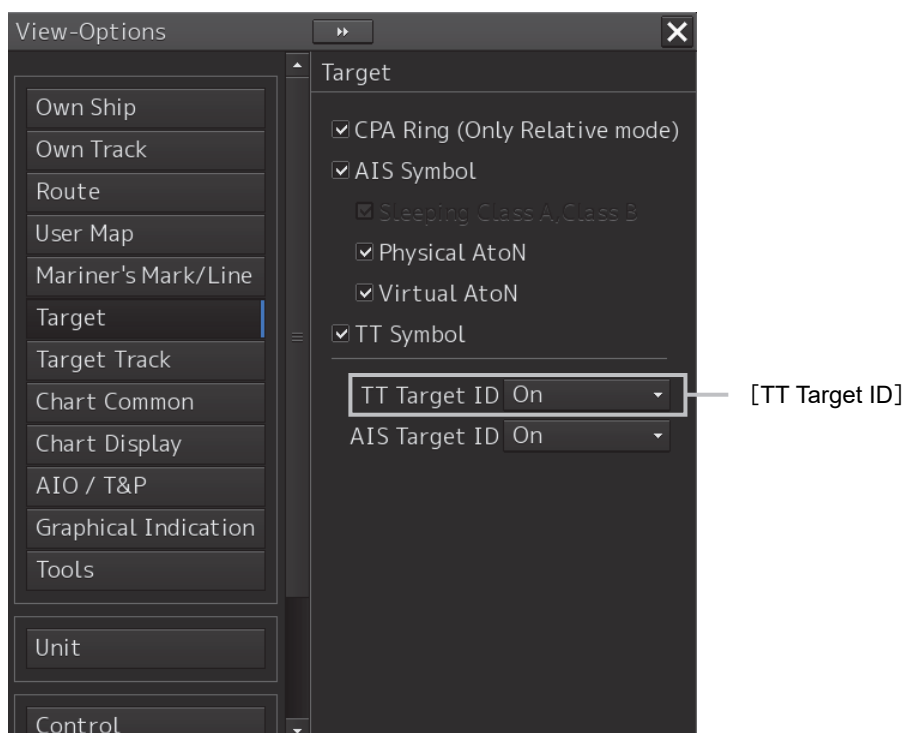 View-Options
Own Ship
Own Track
Route
User Map
Mariner's Mark/Line
Target
Target Track
Chart Common
Chart Display
AIO / T&P
Graphical Indication
Tools
Unit
Control
Target
CPA Ring (Only Relative mode)
AIS Symbol
Sleeping Class A,Class B
Physical AtoN
Virtual AtoN
TT Symbol
TT Target ID On
AIS Target ID On
[TT Target ID]